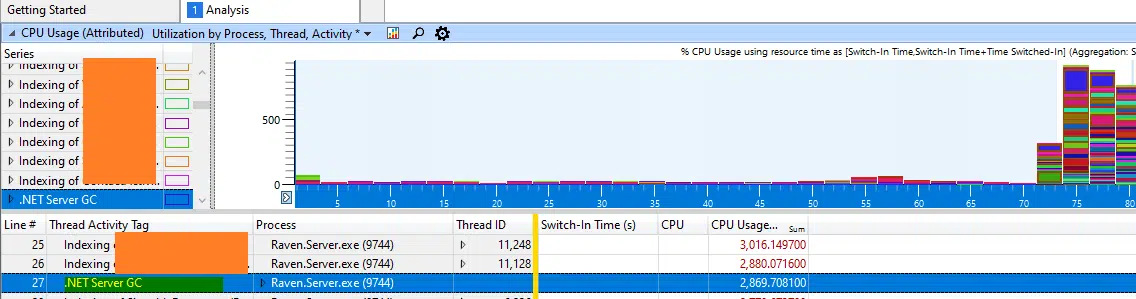 Getting Started
1 Analysis
CPU Usage (Attributed) Utilization by Process, Thread, Activity *
Series
% CPU Usage using resource time as [Switch-In Time,Switch-In Time+Time Switched-In] (Aggregation: S
Indexing of
Indexing of
Indexing of
Indexing of
Indexing of
Indexing of
Indexing of
.NET Server GC
500
0
5 10 15 20 25 30 35 40 45 50 55 60 65 70 75 80
Line # Thread Activity Tag Process Thread ID Switch-In Time (s) CPU CPU Usage... Sum
25 Indexing Raven.Server.exe (9744) 11,248 3,016.149700
26 Indexing Raven.Server.exe (9744) 11,128 2,880.071600
27 .NET Server GC Raven.Server.exe (9744) 2,869.708100